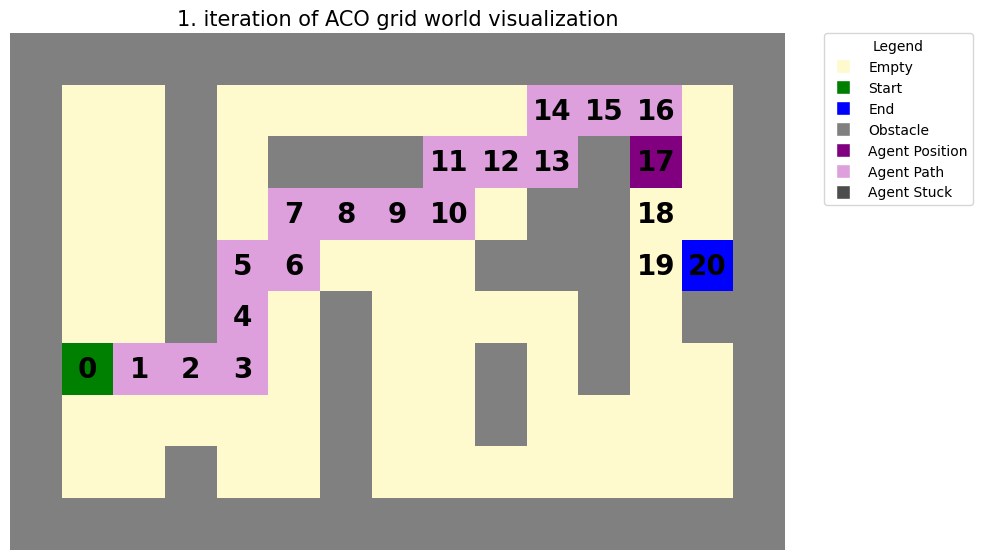 1. iteration of ACO grid world visualization
Legend
Empty
Start
End
Obstacle
Agent Position
Agent Path
Agent Stuck
14 15 16
11 12 13 17
7 8 9 10 18
5 6 19 20
4
0 1 2 3